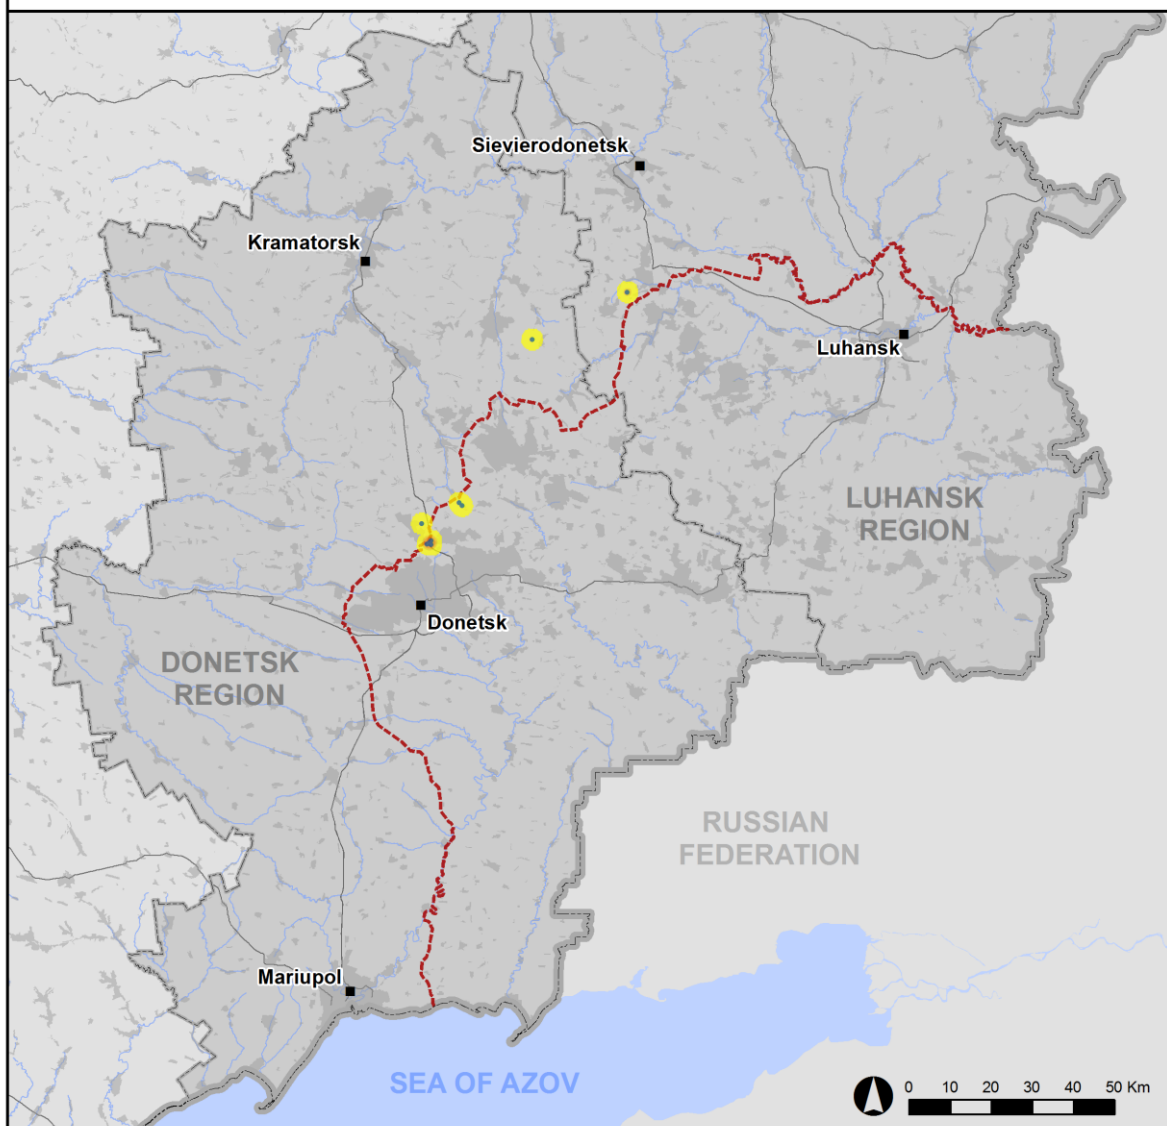 Sievierodonetsk
Kramatorsk
Luhansk
LUHANSK
REGION
Donetsk
DONETSK
REGION
RUSSIAN
FEDERATION
Mariupol
SEA OF AZOV
0 10 20 30 40 50 Km